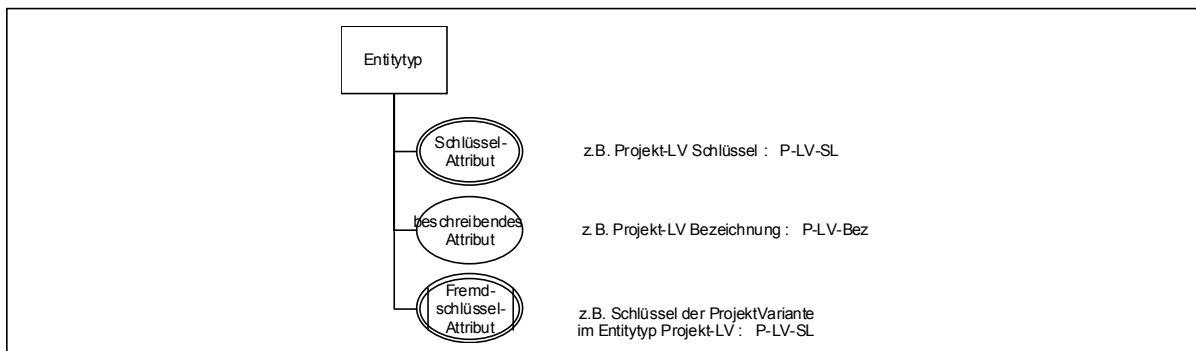 Entitytyp
Schlüssel-
Attribut
z.B. Projekt-LV Schlüssel : P-LV-SL
beschreibendes
Attribut
z.B. Projekt-LV Bezeichnung : P-LV-Bez
Fremd-
schlüssel-
Attribut
z.B. Schlüssel der ProjektVariante
im Entitytyp Projekt-LV : P-LV-SL